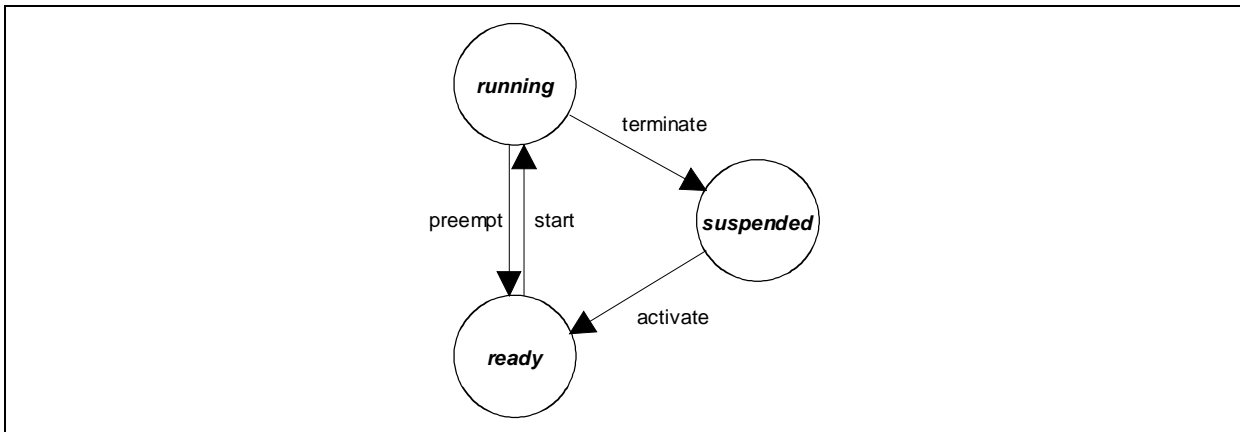 running
terminate
suspended
preempt
start
activate
ready